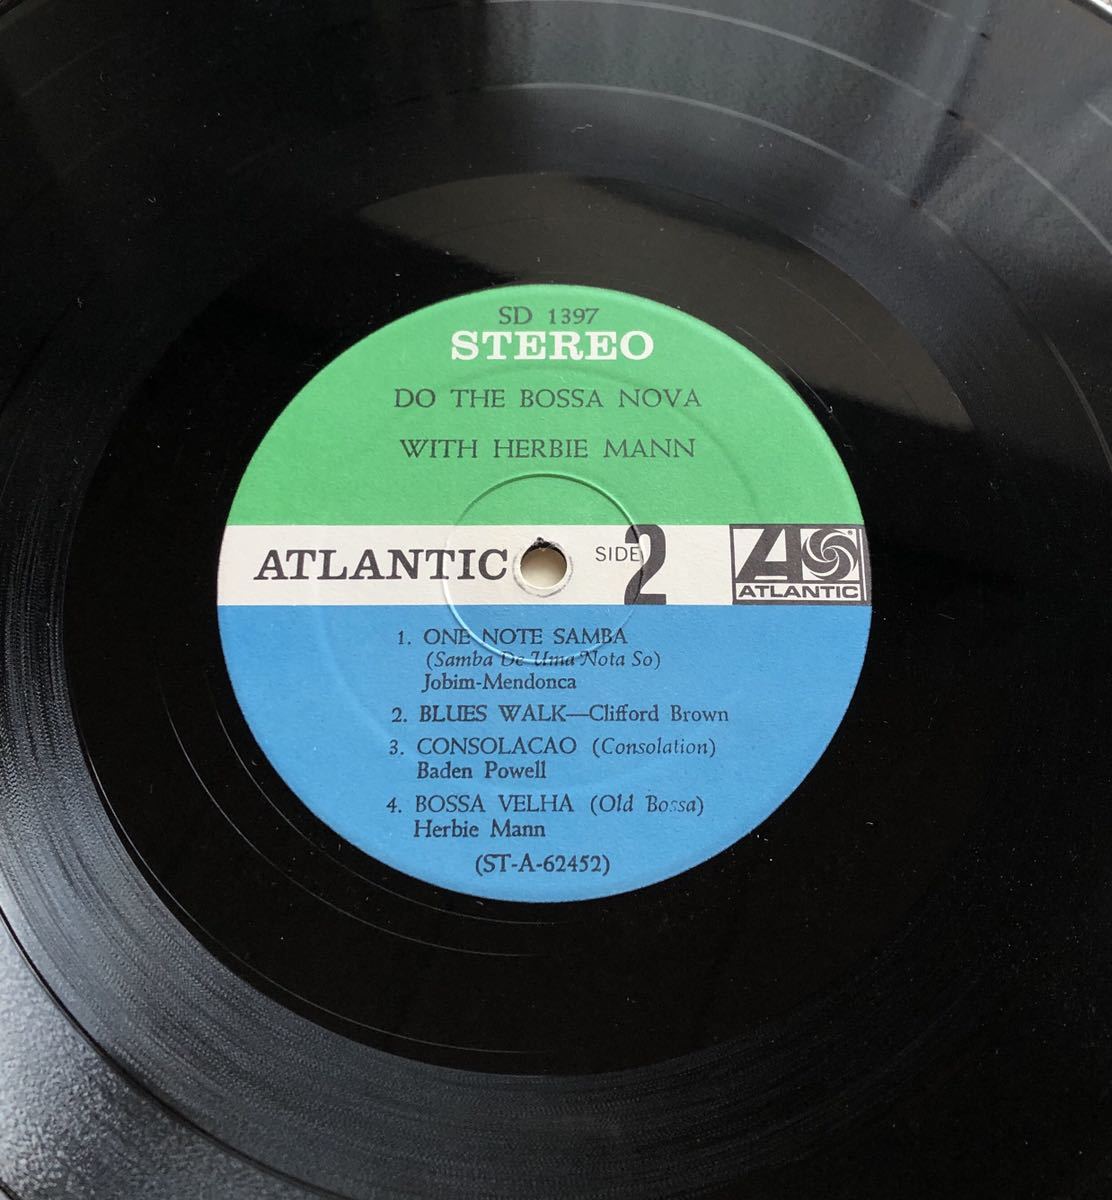 SD 1397
STEREO
DO THE BOSSA NOVA
WITH HERBIE MANN
ATLANTIC SIDE 2
ATLANTIC
1. ONE NOTE SAMBA
(Samba De Uma Nota So)
Jobim-Mendonca
2. BLUES WALK—Clifford Brown
3. CONSOLACAO (Consolation)
Baden Powell
4. BOSSA VELHA (Old Bossa)
Herbie Mann
(ST-A-62452)